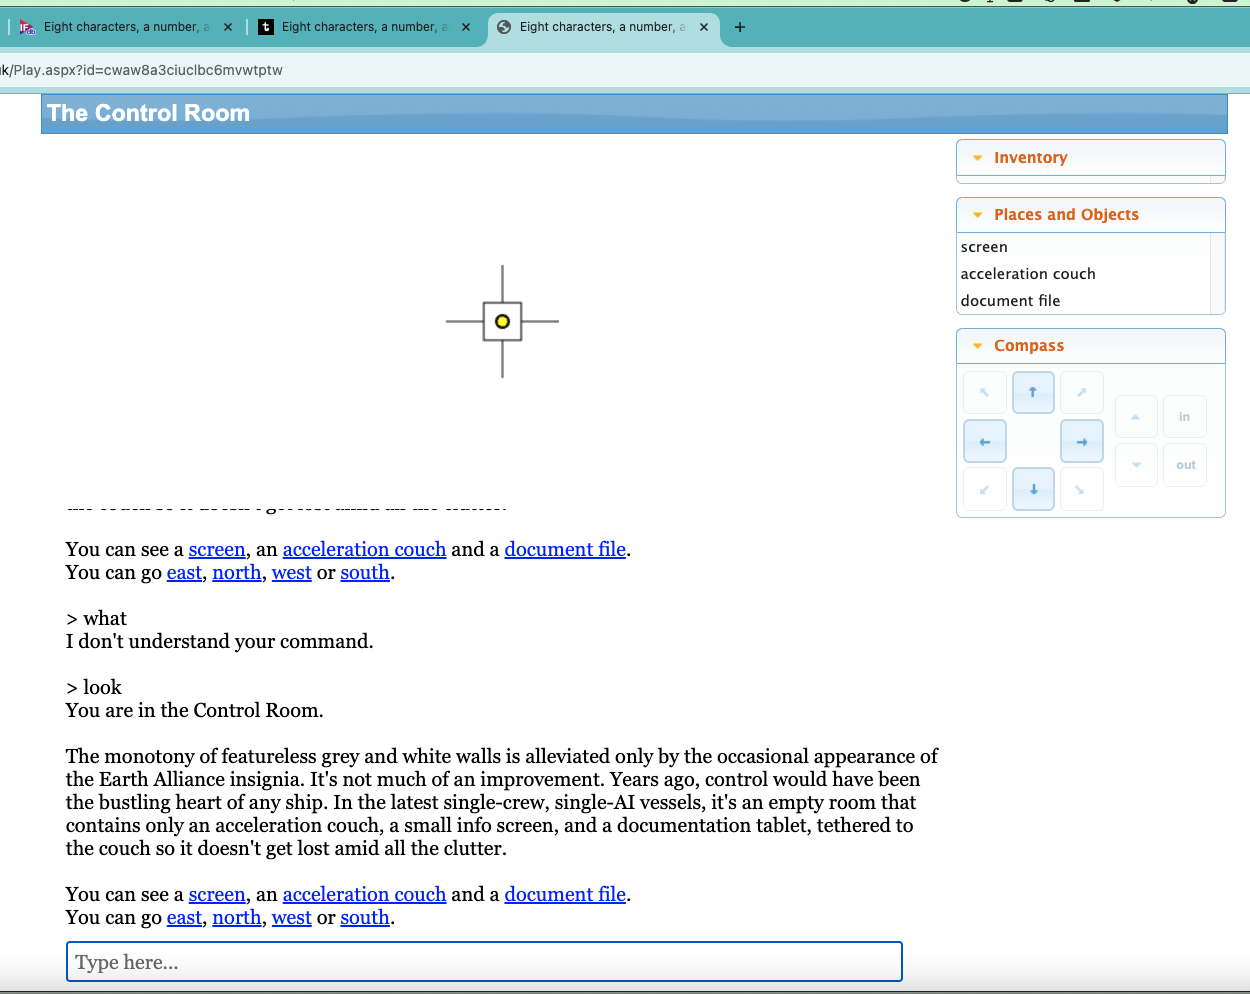 Eight characters, a number, a
Eight characters, a number, a
Eight characters, a number, a
k/Play.aspx?id=cwaw8a3ciuclbc6mvwtptw
The Control Room
Inventory
Places and Objects
screen
acceleration couch
document file
Compass
in
out
You can see a screen, an acceleration couch and a document file.
You can go east, north, west or south.
> what
I don't understand your command.
> look
You are in the Control Room.
The monotony of featureless grey and white walls is alleviated only by the occasional appearance of
the Earth Alliance insignia. It's not much of an improvement. Years ago, control would have been
the bustling heart of any ship. In the latest single-crew, single-AI vessels, it's an empty room that
contains only an acceleration couch, a small info screen, and a documentation tablet, tethered to
the couch so it doesn't get lost amid all the clutter.
You can see a screen, an acceleration couch and a document file.
You can go east, north, west or south.
Type here...